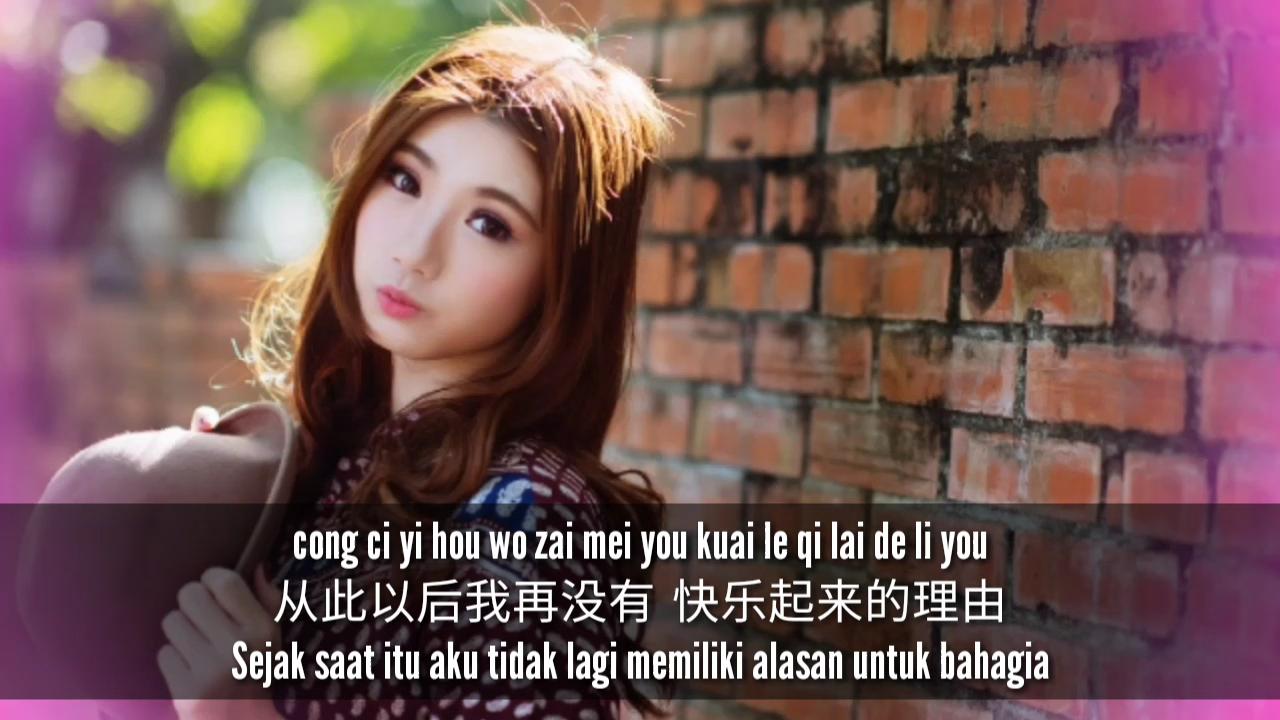 cong ci yi hou wo zai mei you kuai le qi lai de li you
从此以后我再没有 快乐起来的理由
Sejak saat itu aku tidak lagi memiliki alasan untuk bahagia